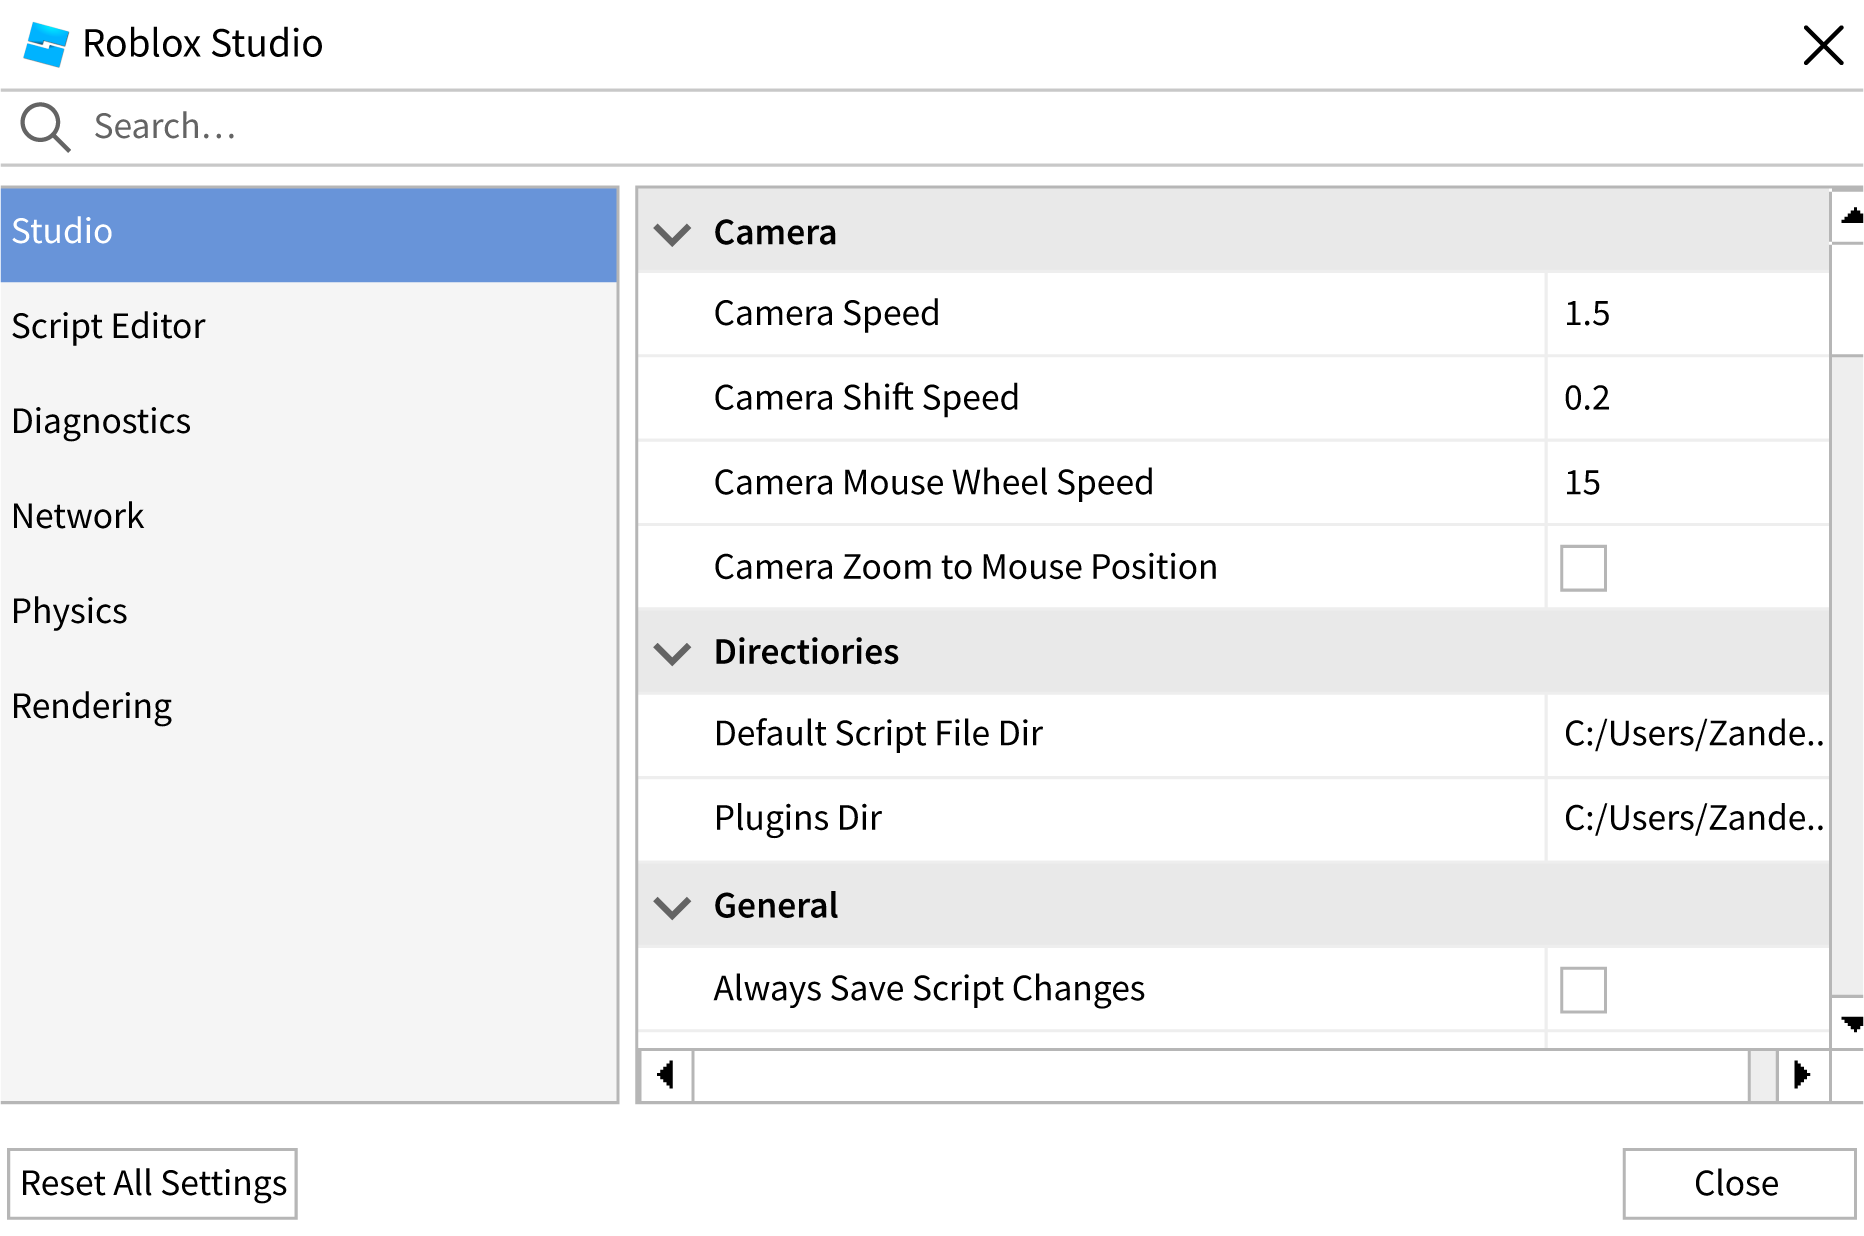 Roblox Studio
Search...
Studio
Script Editor
Diagnostics
Network
Physics
Rendering
Camera
Camera Speed 1.5
Camera Shift Speed 0.2
Camera Mouse Wheel Speed 15
Camera Zoom to Mouse Position
Directiories
Default Script File Dir C:/Users/Zande..
Plugins Dir C:/Users/Zande..
General
Always Save Script Changes
Reset All Settings
Close